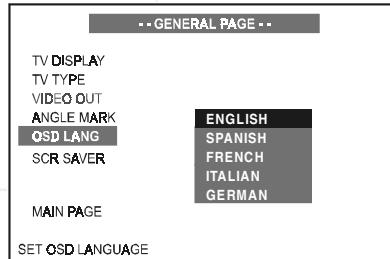 - - GENERAL PAGE - -
TV DISPLAY
TV TYPE
VIDEO OUT
ANGLE MARK
OSD LANG
SCR SAVER
MAIN PAGE
ENGLISH
SPANISH
FRENCH
ITALIAN
GERMAN
SET OSD LANGUAGE